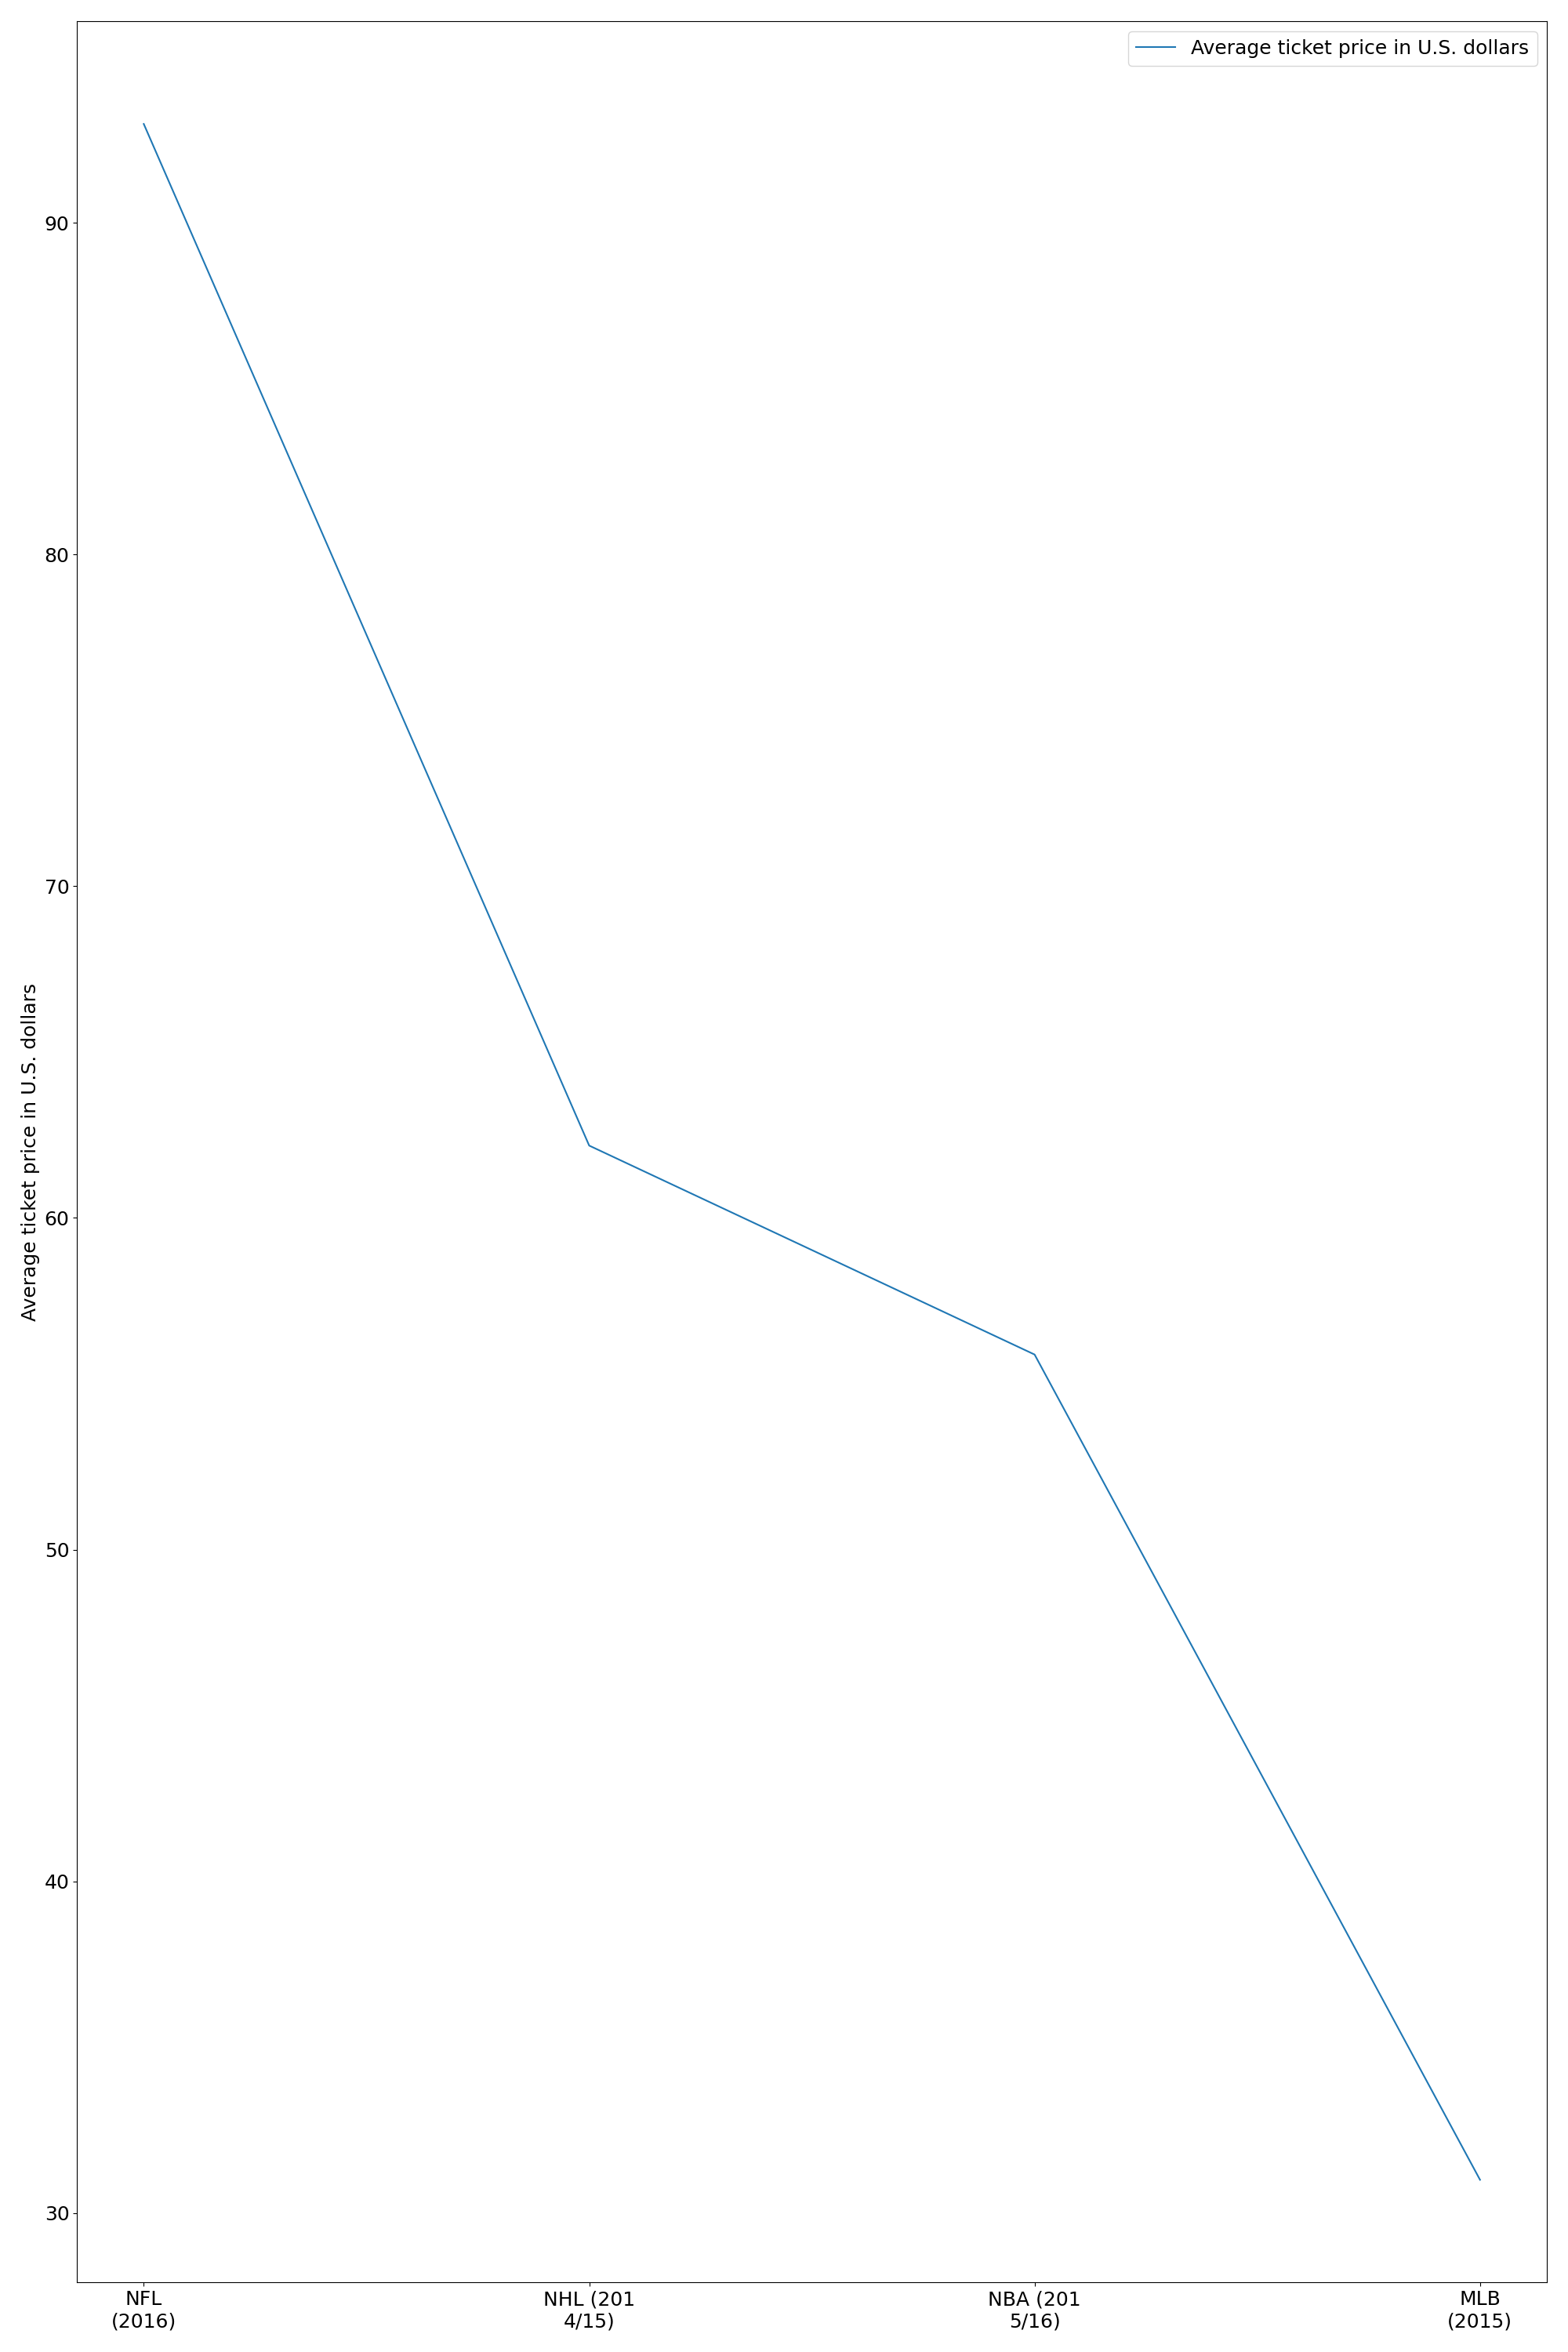 Average ticket price in U.S. dollars
90
80
70
60
50
40
30
Average ticket price in U.S. dollars
NFL
(2016)
NHL (201
4/15)
NBA (201
5/16)
MLB
(2015)